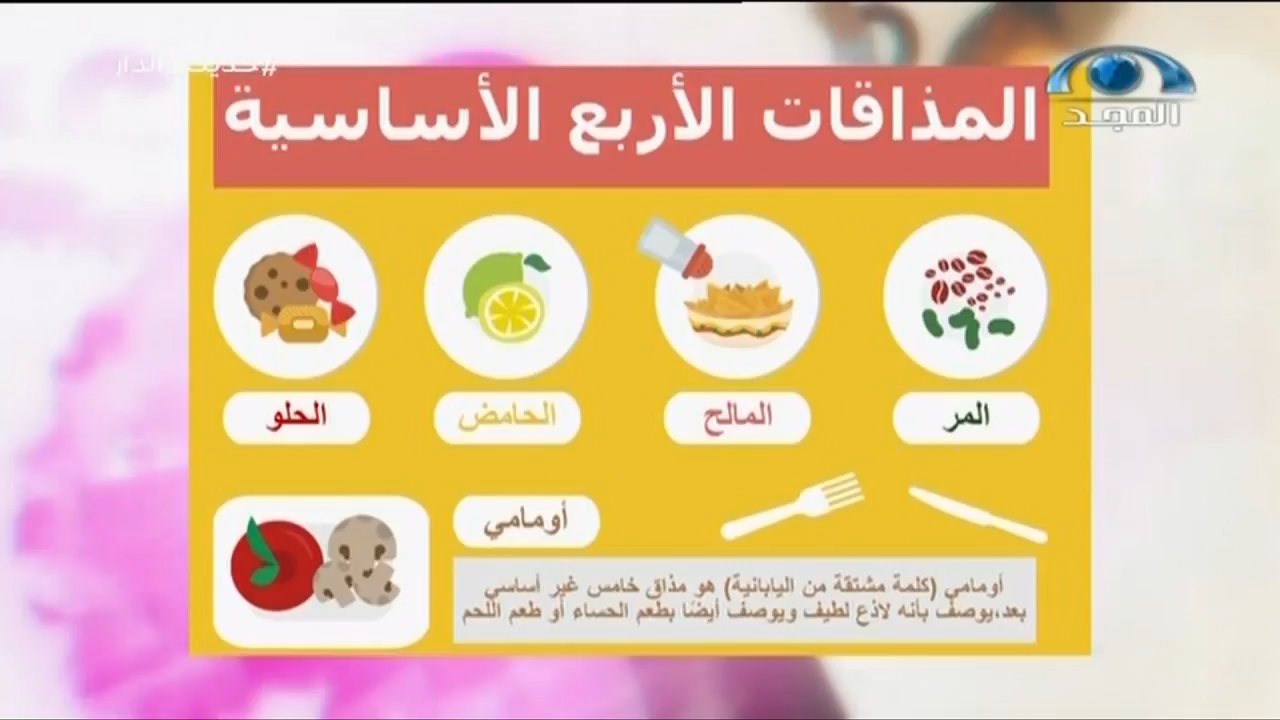 #حديث_الدار
المجد
المذاقات الأربع الأساسية
المر
المالح
الحامض
الحلو
أومامي
أومامي (كلمة مشتقة من اليابانية) هو مذاق خامس غير أساسي
بعد،يوصف بأنه لاذع لطيف ويوصف أيضًا بطعم الحساء أو طعم اللحم